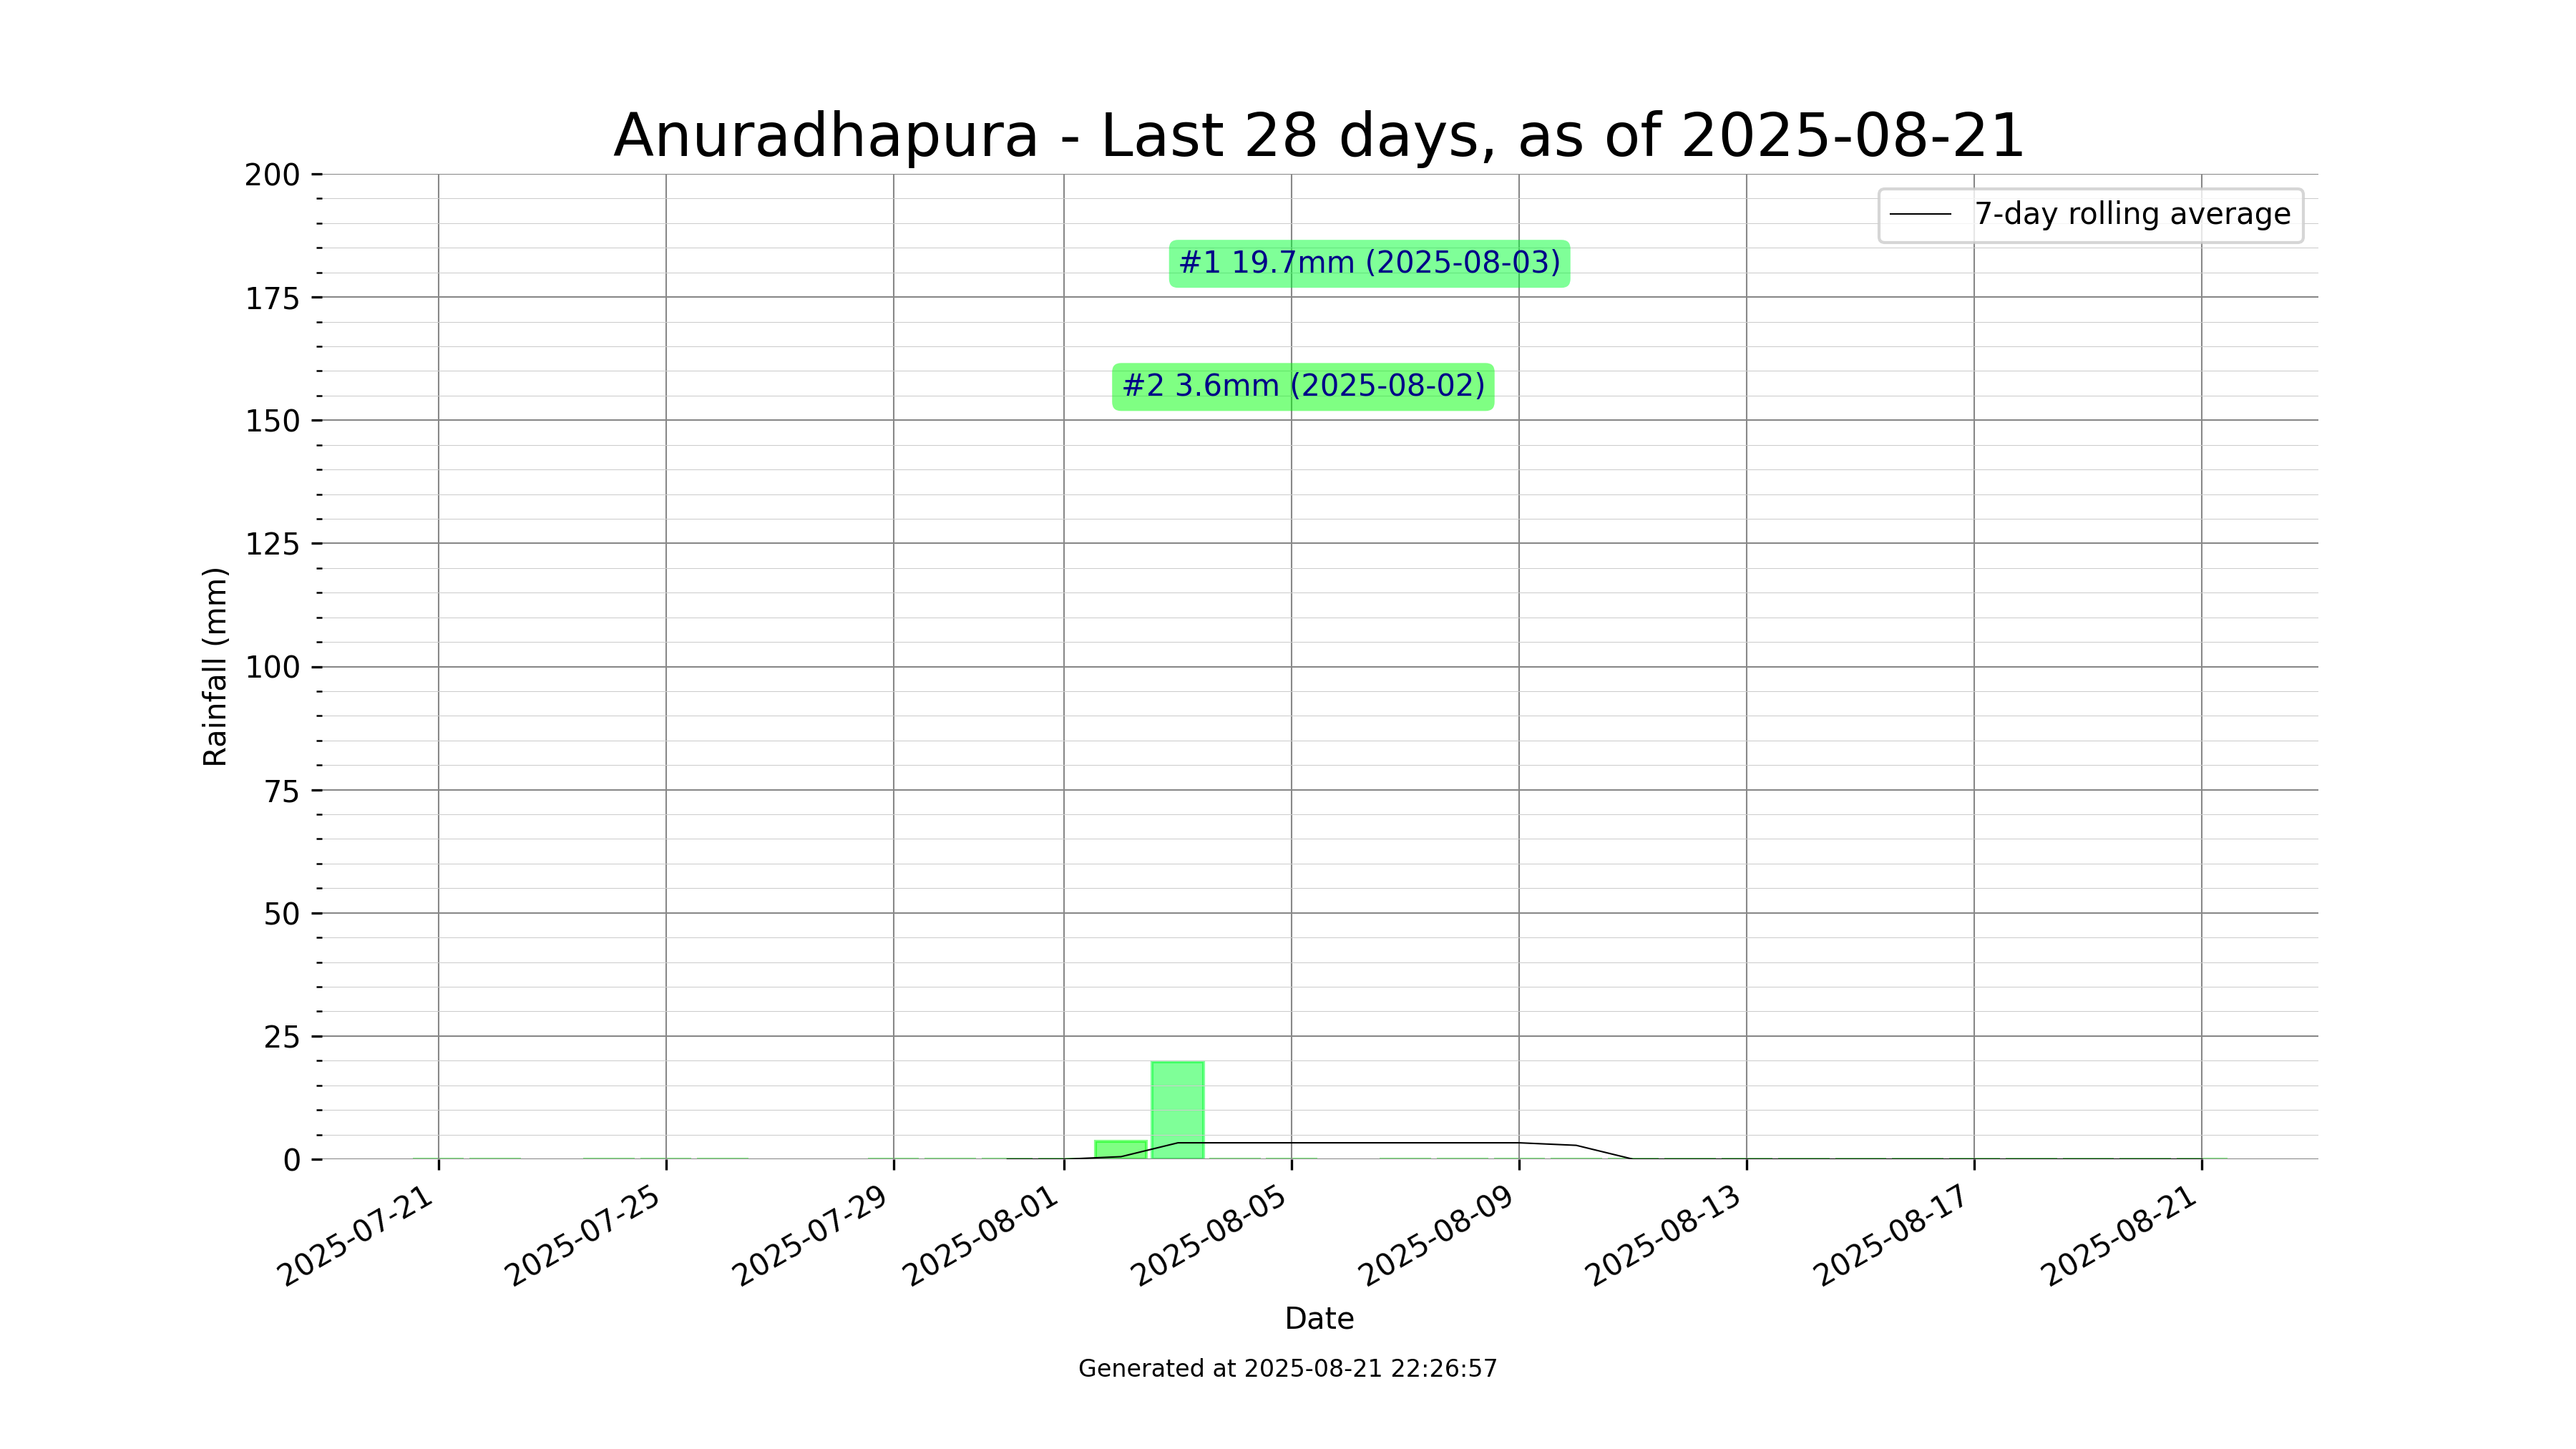 Anuradhapura - Last 28 days, as of 2025-08-21
7-day rolling average
#1 19.7mm (2025-08-03)
#2 3.6mm (2025-08-02)
Rainfall (mm)
200
175
150
125
100
75
50
25
0
2025-07-21
2025-07-25
2025-07-29
2025-08-01
2025-08-05
2025-08-09
2025-08-13
2025-08-17
2025-08-21
Date
Generated at 2025-08-21 22:26:57